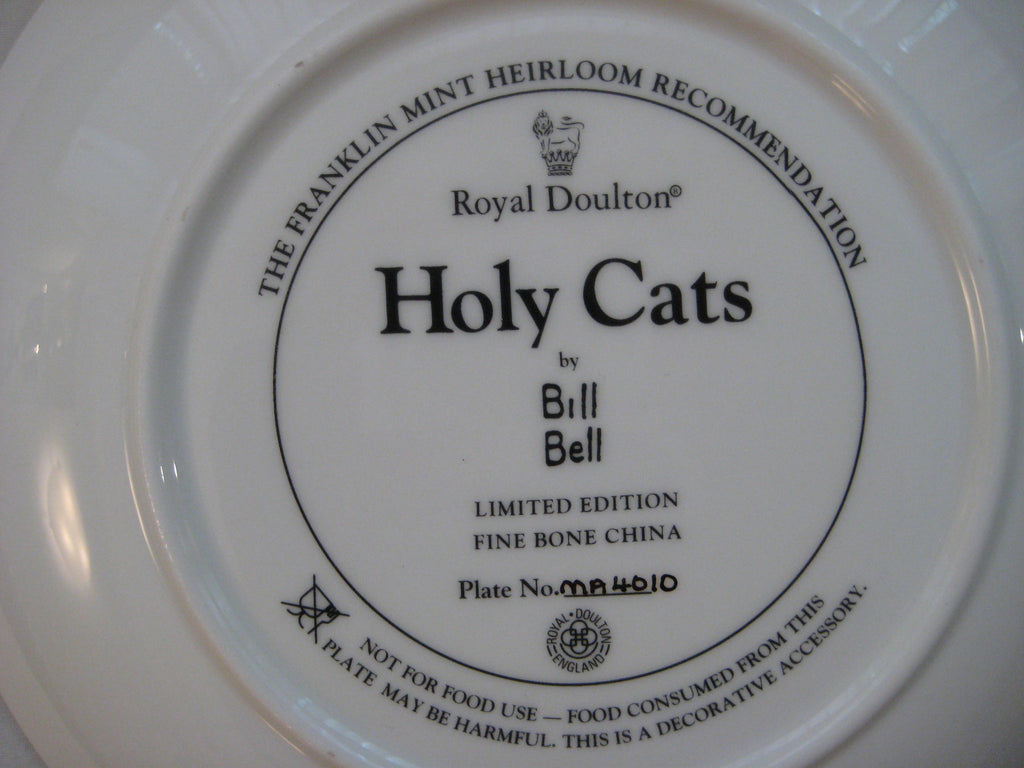 THE FRANKLIN MINT HEIRLOOM RECOMMENDATION
Royal Doulton®
Holy Cats
by
Bill
Bell
LIMITED EDITION
FINE BONE CHINA
Plate No. MA4010
ROYAL • DOULTON
ENGLAND
NOT FOR FOOD USE — FOOD CONSUMED FROM THIS
PLATE MAY BE HARMFUL. THIS IS A DECORATIVE ACCESSORY.